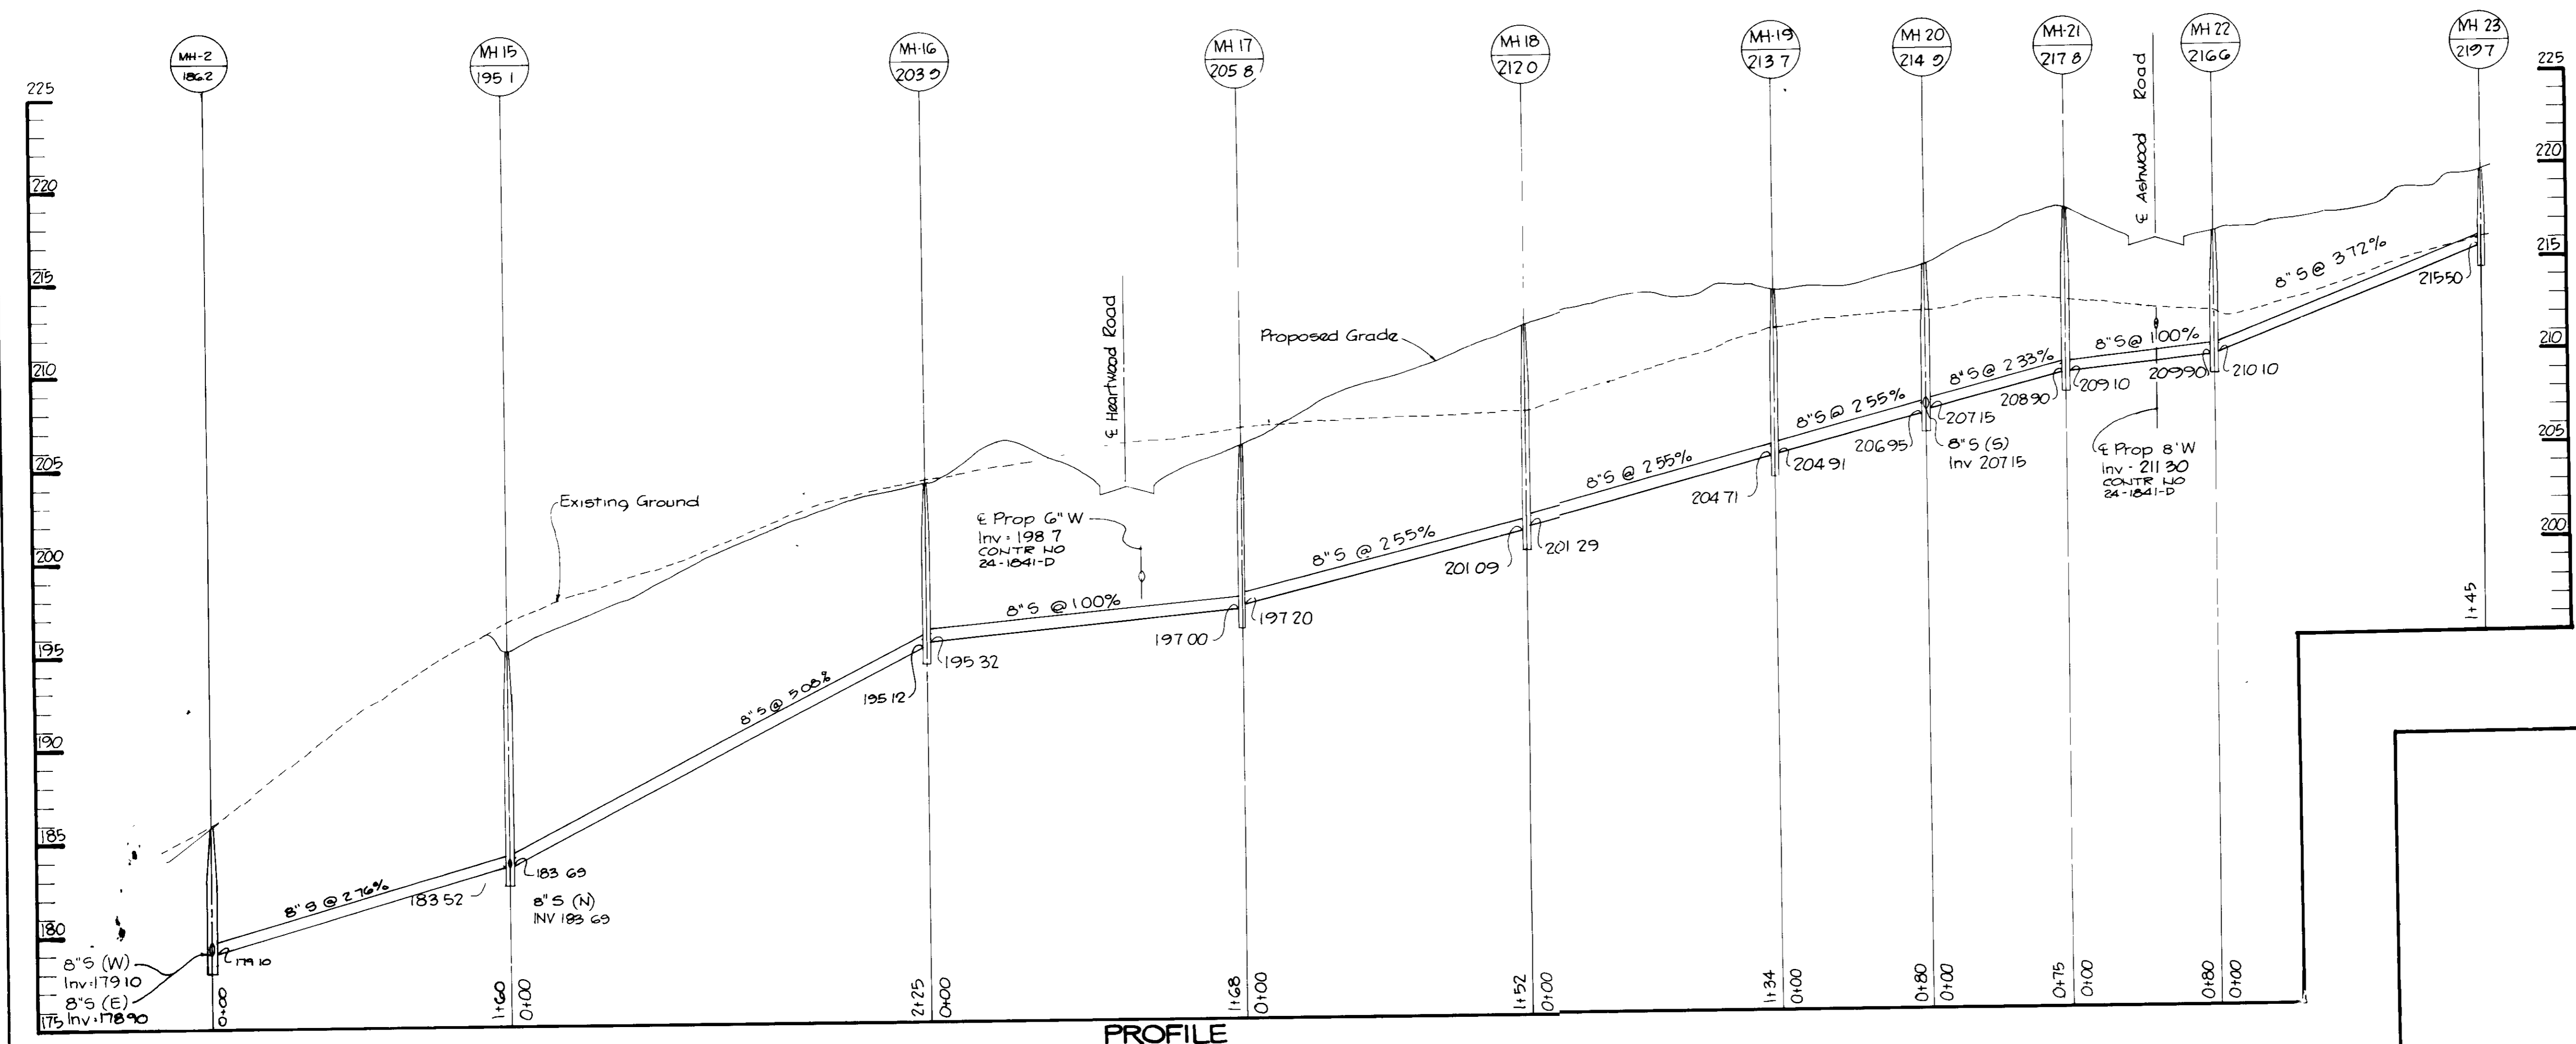 MH-2
186.2
MH 15
195 1
MH-16
203 9
MH 17
205 8
MH 18
212 0
MH-19
213 7
MH 20
214 9
MH-21
217 8
MH 22
216 6
MH 23
219 7
225
220
215
210
205
200
195
190
185
180
175
225
220
215
210
205
200
℄ Heartwood Road
℄ Ashwood Road
Proposed Grade
Existing Ground
℄ Prop 6" W
Inv = 198 7
CONTR NO
24-1841-D
℄ Prop 8' W
Inv - 211 30
CONTR NO
24-1841-D
8" S @ 2 76%
8" S @ 5 08%
8" S @ 1 00%
8" S @ 2 55%
8" S @ 2 55%
8" S @ 2 55%
8" S @ 2 33%
8" S @ 1 00%
8" S @ 3 72%
8" S (W)
Inv = 179 10
8" S (E)
Inv = 178 90
179 10
183 52
183 69
8" S (N)
INV 183 69
195 12
195 32
197 00
197 20
201 09
201 29
204 71
204 91
206 95
207 15
8" S (S)
Inv 207 15
208 90
209 10
209 90
210 10
215 50
0+00
1+60
0+00
2+25
0+00
1+68
0+00
1+52
0+00
1+34
0+00
0+80
0+00
0+75
0+00
0+80
0+00
1+45
PROFILE